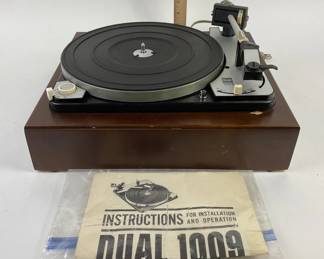 INSTRUCTIONS FOR INSTALLATION
AND OPERATION
DUAL 1009